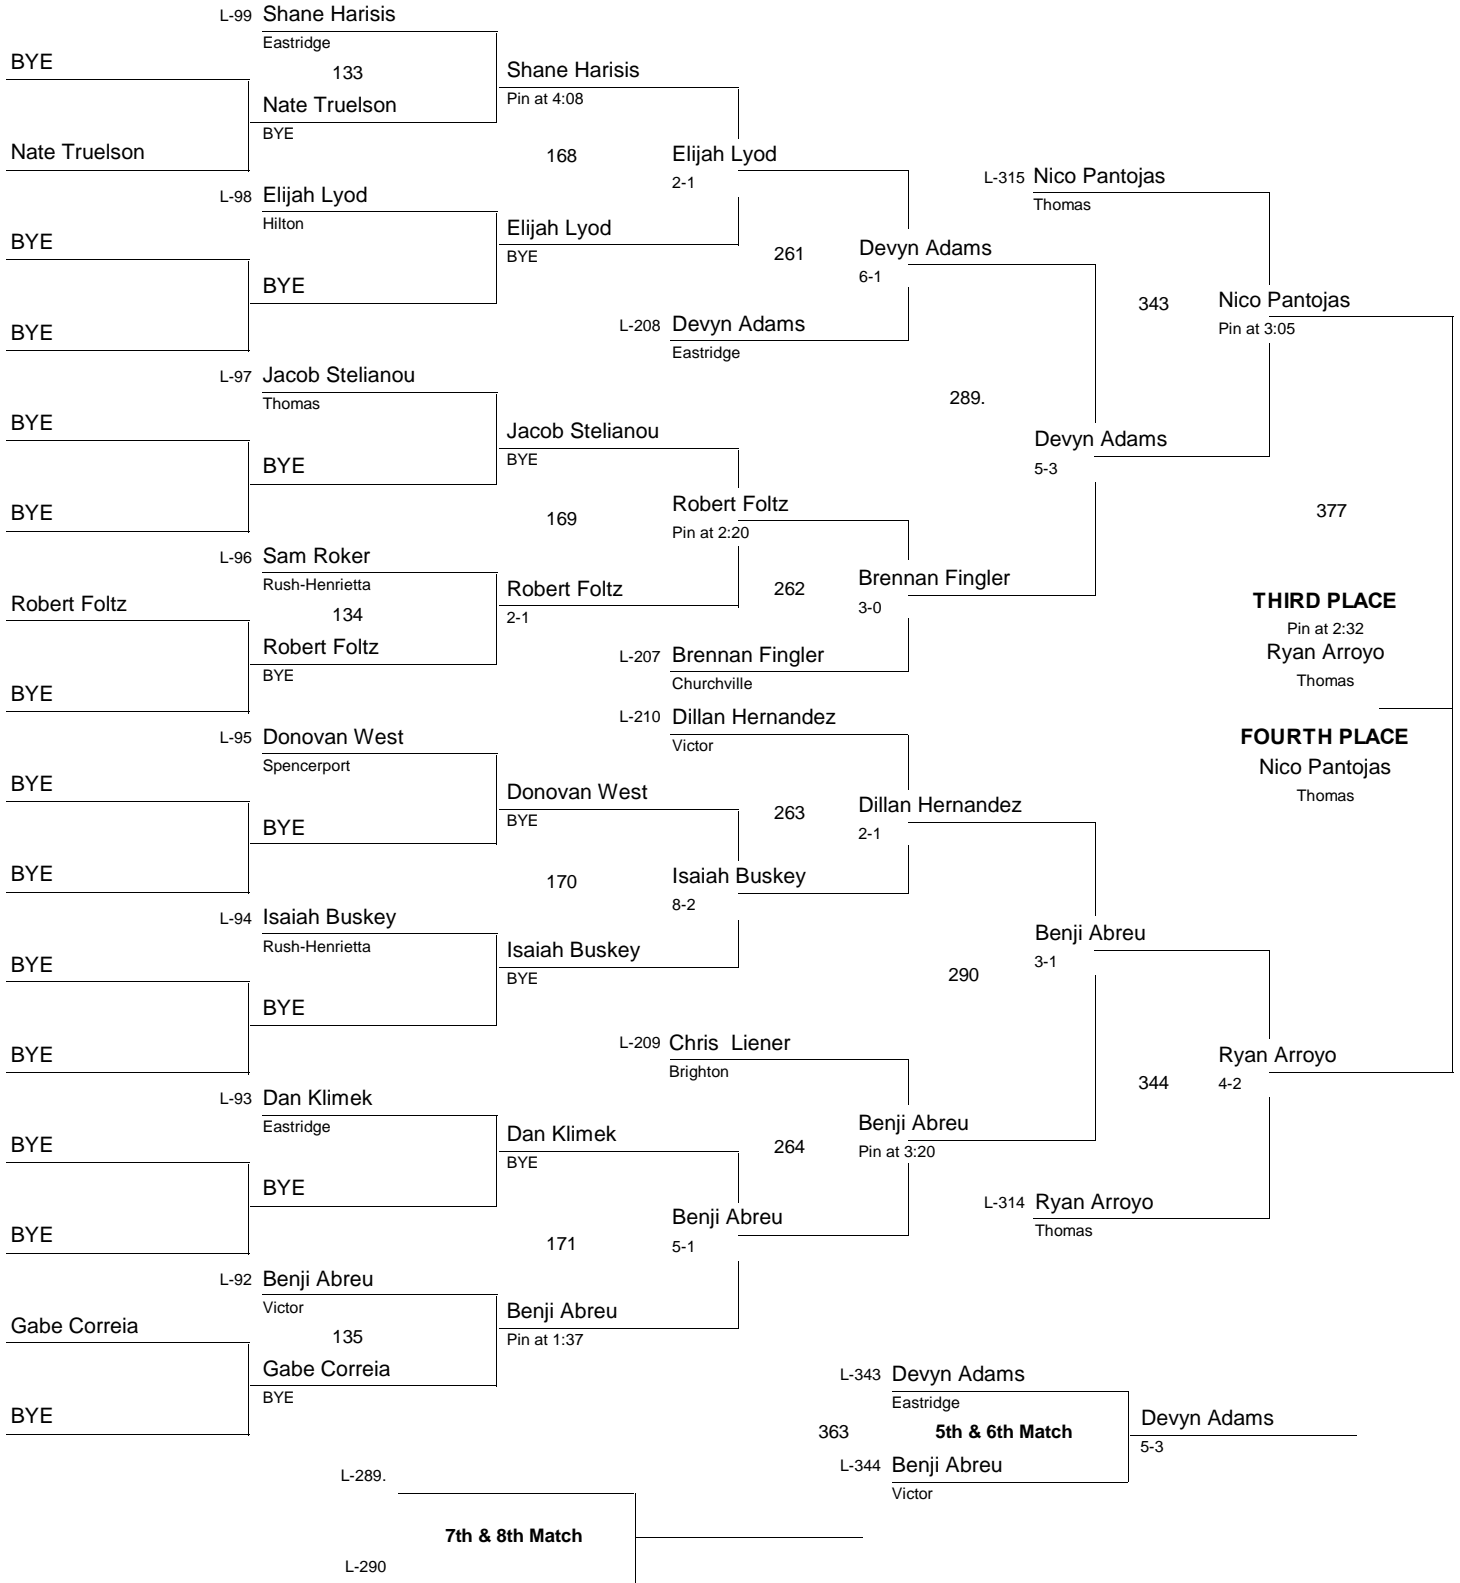 L-99 Shane Harisis
Eastridge
BYE
133
Shane Harisis
Pin at 4:08
Nate Truelson
BYE
Nate Truelson
168
Elijah Lyod
2-1
L-315 Nico Pantojas
Thomas
L-98 Elijah Lyod
Hilton
Elijah Lyod
BYE
BYE
261
Devyn Adams
6-1
BYE
343
Nico Pantojas
Pin at 3:05
BYE
L-208 Devyn Adams
Eastridge
L-97 Jacob Stelianou
Thomas
289.
BYE
Jacob Stelianou
BYE
Devyn Adams
5-3
BYE
BYE
169
Robert Foltz
Pin at 2:20
377
L-96 Sam Roker
Rush-Henrietta
Robert Foltz
134
Robert Foltz
2-1
262
Brennan Fingler
3-0
THIRD PLACE
Pin at 2:32
Ryan Arroyo
Thomas
Robert Foltz
BYE
L-207 Brennan Fingler
Churchville
BYE
L-210 Dillan Hernandez
Victor
L-95 Donovan West
Spencerport
FOURTH PLACE
Nico Pantojas
Thomas
BYE
Donovan West
BYE
263
Dillan Hernandez
2-1
BYE
BYE
170
Isaiah Buskey
8-2
L-94 Isaiah Buskey
Rush-Henrietta
Benji Abreu
3-1
BYE
Isaiah Buskey
BYE
290
BYE
BYE
L-209 Chris  Liener
Brighton
Ryan Arroyo
4-2
344
L-93 Dan Klimek
Eastridge
BYE
Dan Klimek
BYE
264
Benji Abreu
Pin at 3:20
BYE
L-314 Ryan Arroyo
Thomas
BYE
171
Benji Abreu
5-1
L-92 Benji Abreu
Victor
Gabe Correia
135
Benji Abreu
Pin at 1:37
Gabe Correia
BYE
BYE
L-343 Devyn Adams
Eastridge
363 5th & 6th Match
Devyn Adams
5-3
L-344 Benji Abreu
Victor
L-289.
7th & 8th Match
L-290